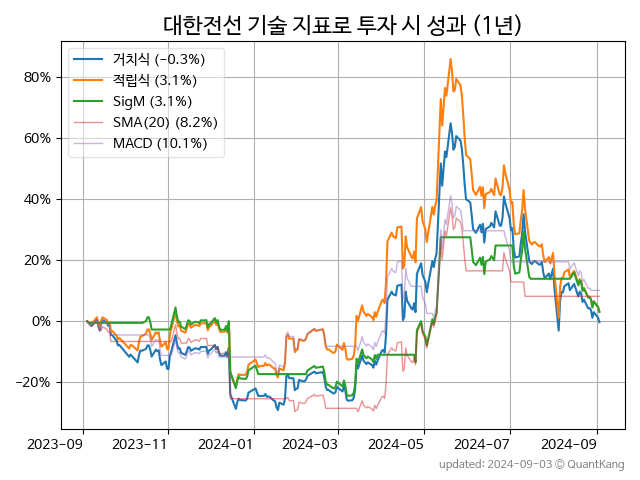 대한전선 기술 지표로 투자 시 성과 (1년)
거치식 (-0.3%)
적립식 (3.1%)
SigM (3.1%)
SMA(20) (8.2%)
MACD (10.1%)
80%
60%
40%
20%
0%
−20%
2023-09 2023-11 2024-01 2024-03 2024-05 2024-07 2024-09
updated: 2024-09-03 © QuantKang